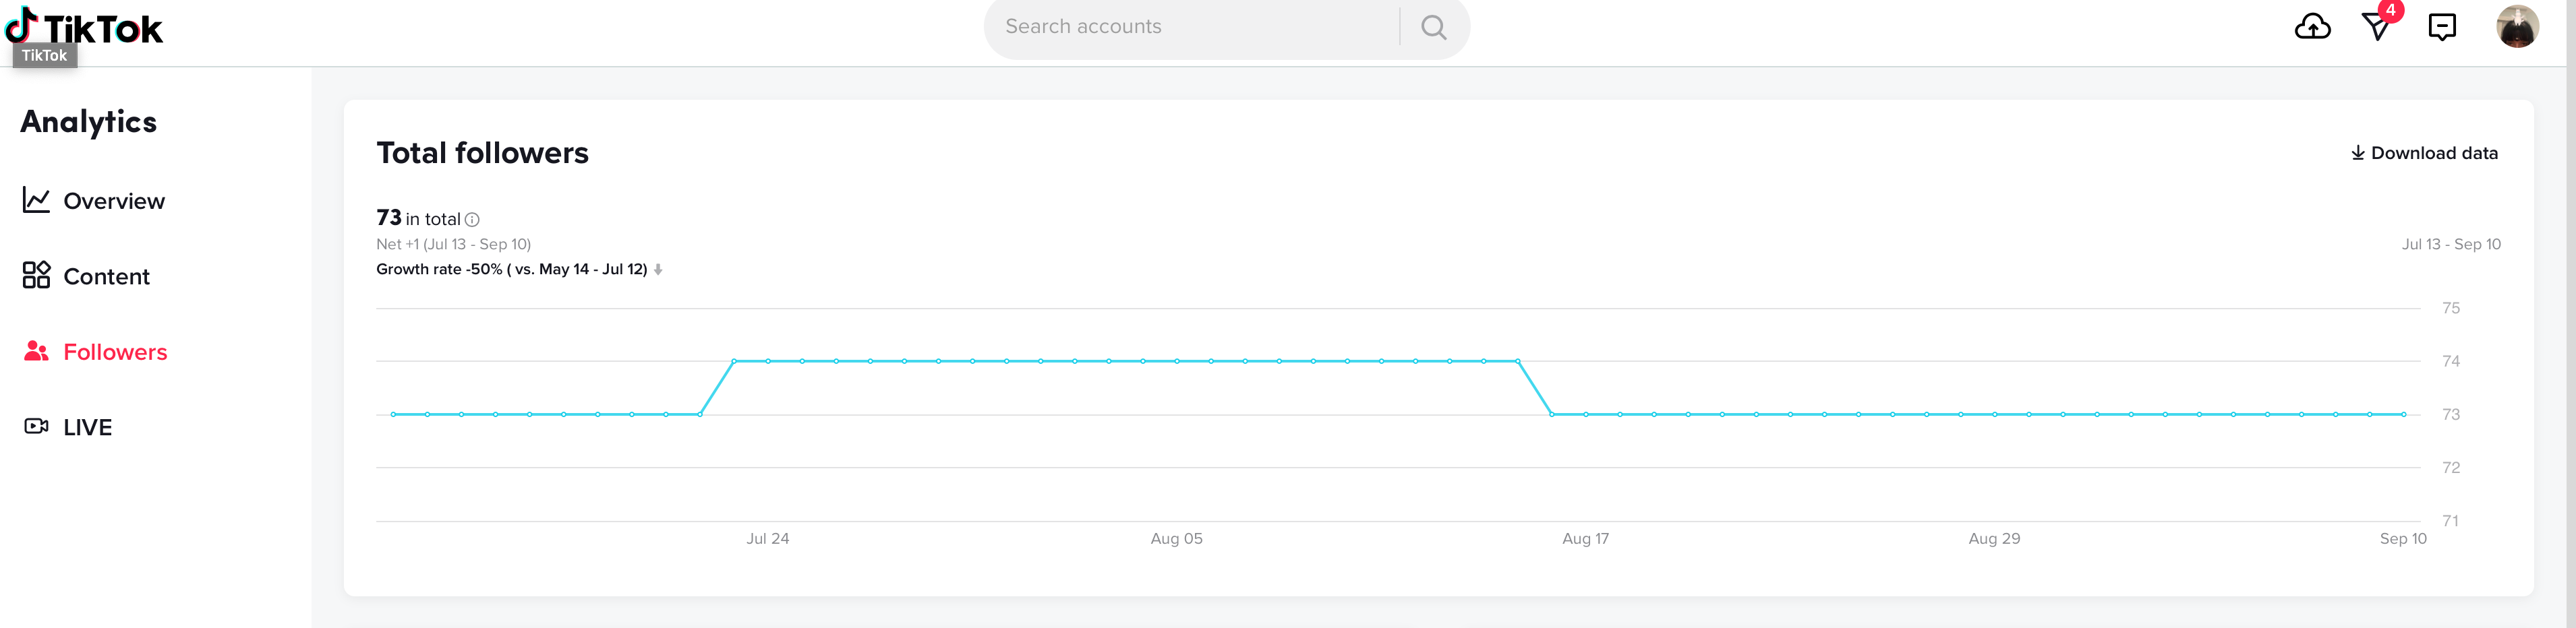 TikTok
TikTok
Search accounts
4
Analytics
Overview
Content
Followers
LIVE
Total followers
Download data
73 in total
Net +1 (Jul 13 - Sep 10)
Jul 13 - Sep 10
Growth rate -50% ( vs. May 14 - Jul 12)
75
74
73
72
71
Jul 24 Aug 05 Aug 17 Aug 29 Sep 10